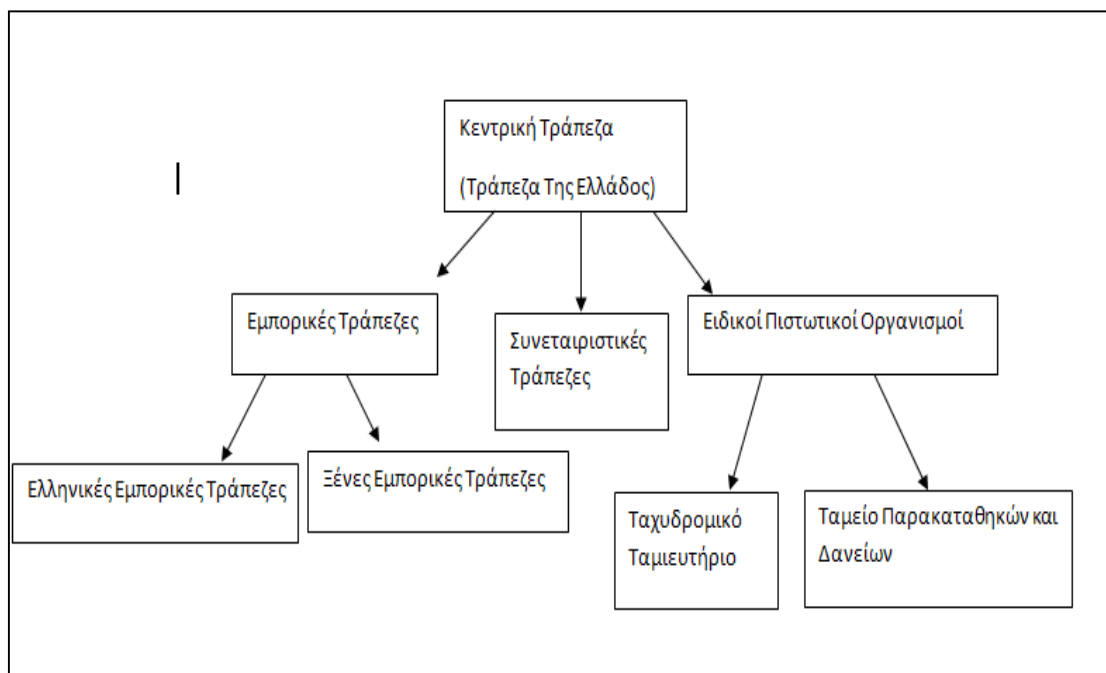 Κεντρική Τράπεζα
(Τράπεζα Της Ελλάδος)
Εμπορικές Τράπεζες
Συνεταιριστικές
Τράπεζες
Ειδικοί Πιστωτικοί Οργανισμοί
Ελληνικές Εμπορικές Τράπεζες
Ξένες Εμπορικές Τράπεζες
Ταχυδρομικό
Ταμιευτήριο
Ταμείο Παρακαταθηκών και
Δανείων